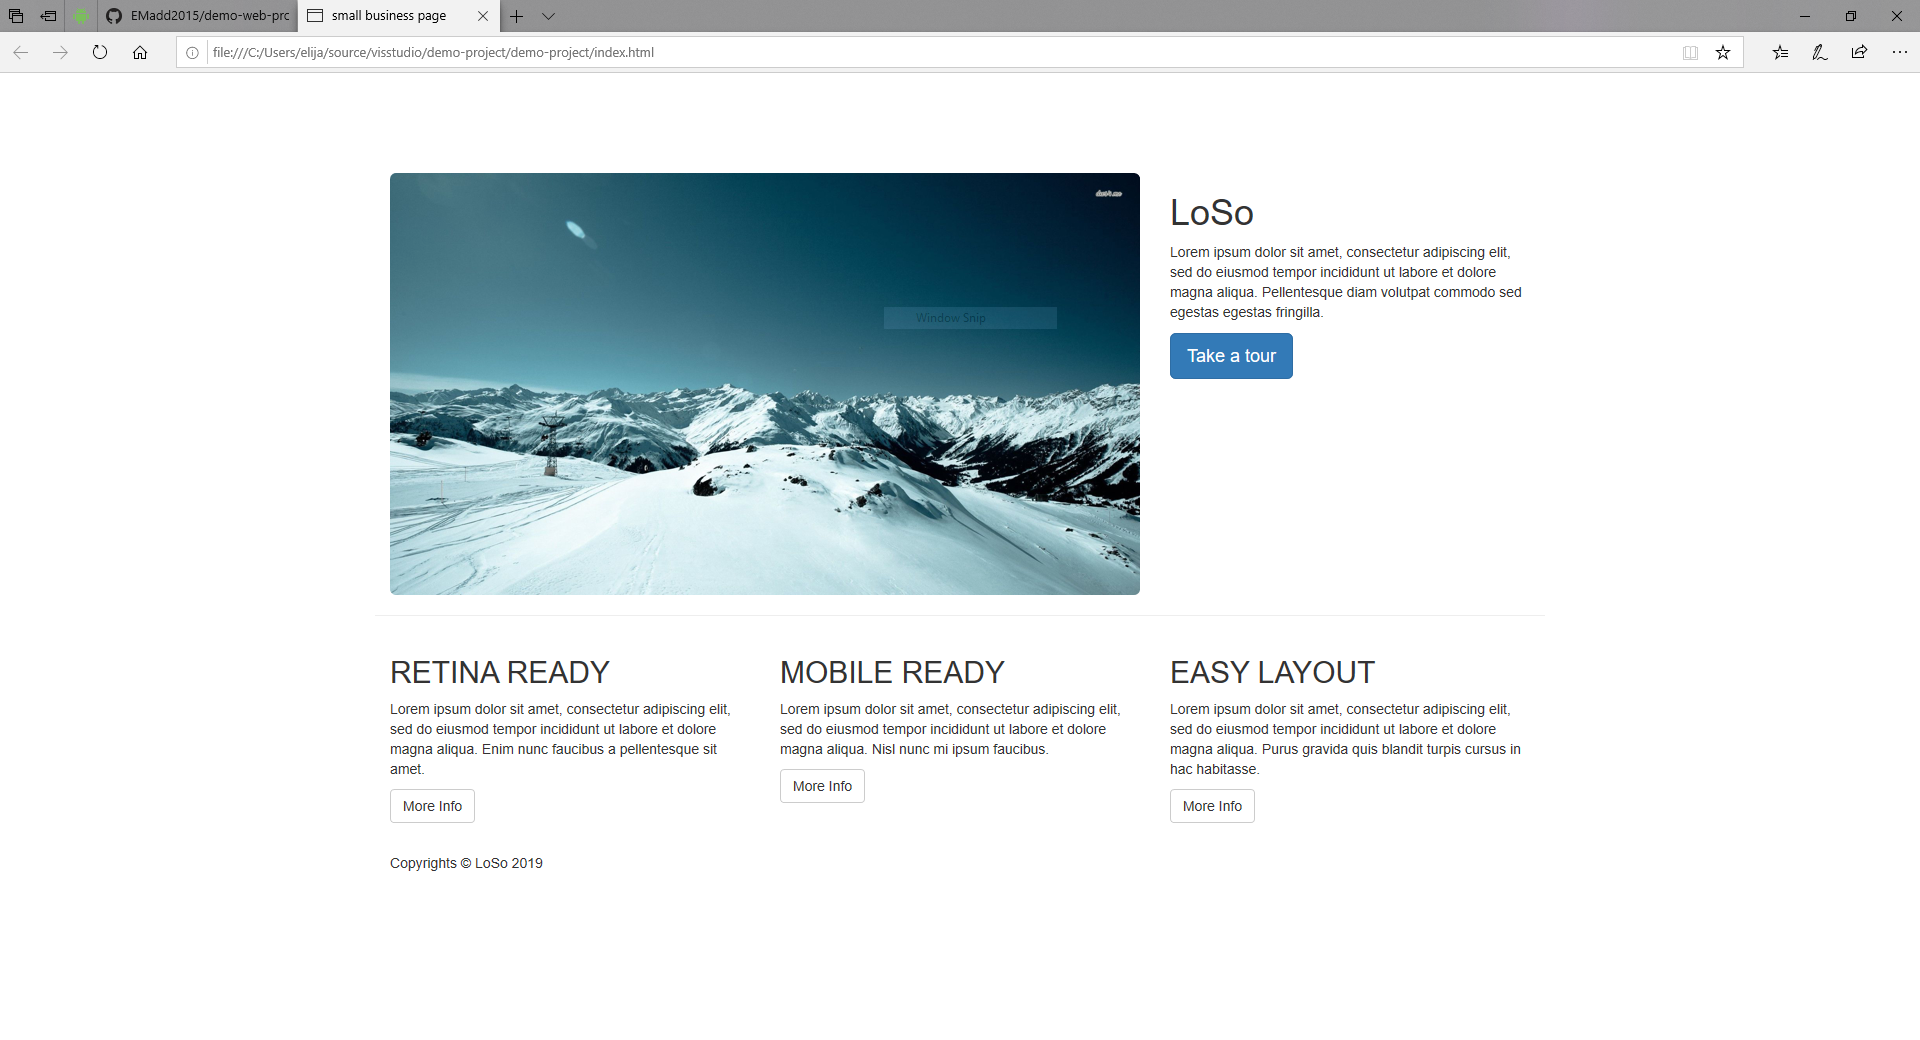 EMadd2015/demo-web-prc
small business page
file:///C:/Users/elija/source/visstudio/demo-project/demo-project/index.html
LoSo
Lorem ipsum dolor sit amet, consectetur adipiscing elit,
sed do eiusmod tempor incididunt ut labore et dolore
magna aliqua. Pellentesque diam volutpat commodo sed
egestas egestas fringilla.
Take a tour
Window Snip
RETINA READY
Lorem ipsum dolor sit amet, consectetur adipiscing elit,
sed do eiusmod tempor incididunt ut labore et dolore
magna aliqua. Enim nunc faucibus a pellentesque sit
amet.
More Info
MOBILE READY
Lorem ipsum dolor sit amet, consectetur adipiscing elit,
sed do eiusmod tempor incididunt ut labore et dolore
magna aliqua. Nisl nunc mi ipsum faucibus.
More Info
EASY LAYOUT
Lorem ipsum dolor sit amet, consectetur adipiscing elit,
sed do eiusmod tempor incididunt ut labore et dolore
magna aliqua. Purus gravida quis blandit turpis cursus in
hac habitasse.
More Info
Copyrights © LoSo 2019